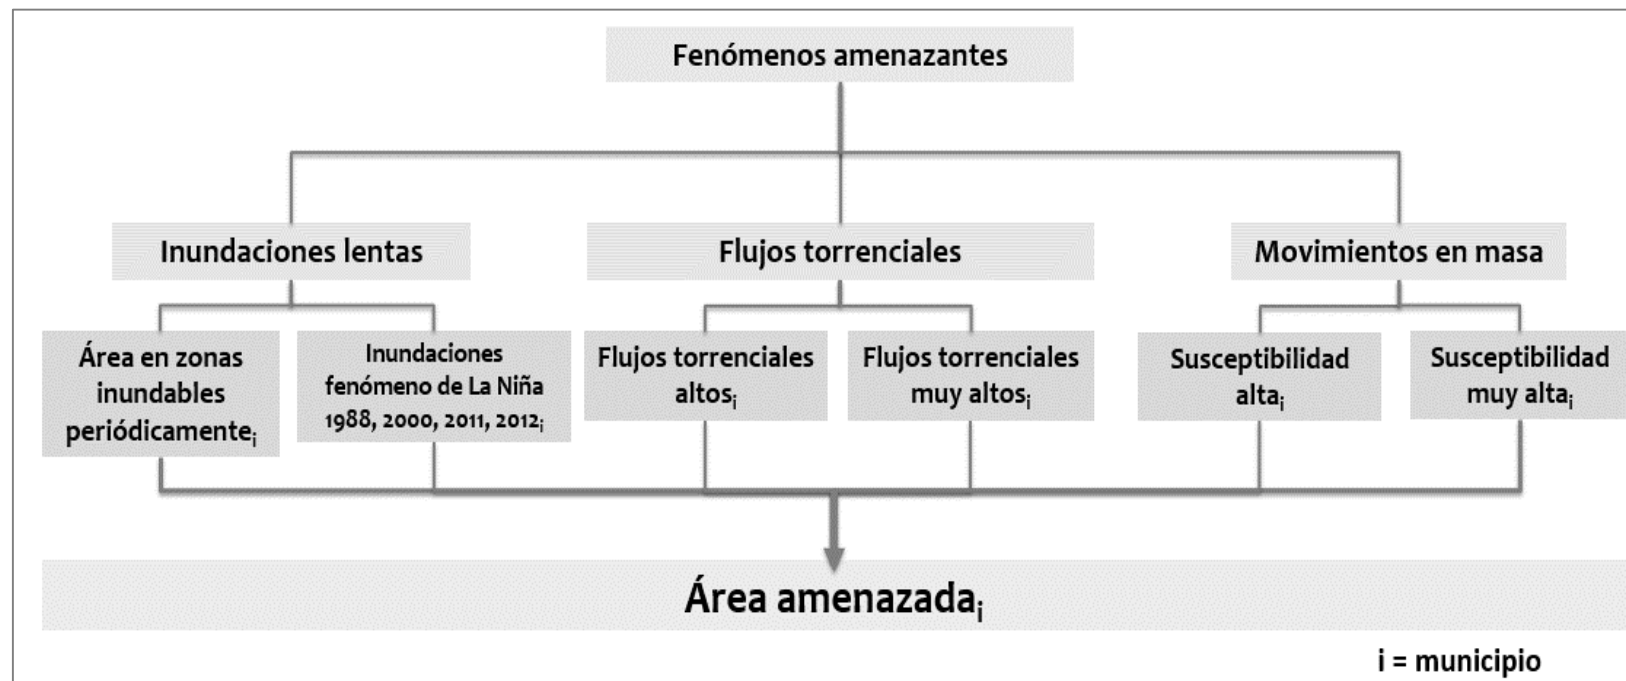 Fenómenos amenazantes
Inundaciones lentas
Flujos torrenciales
Movimientos en masa
Área en zonas
inundables
periódicamenteᵢ
Inundaciones
fenómeno de La Niña
1988, 2000, 2011, 2012ᵢ
Flujos torrenciales
altosᵢ
Flujos torrenciales
muy altosᵢ
Susceptibilidad
altaᵢ
Susceptibilidad
muy altaᵢ
Área amenazadaᵢ
i = municipio